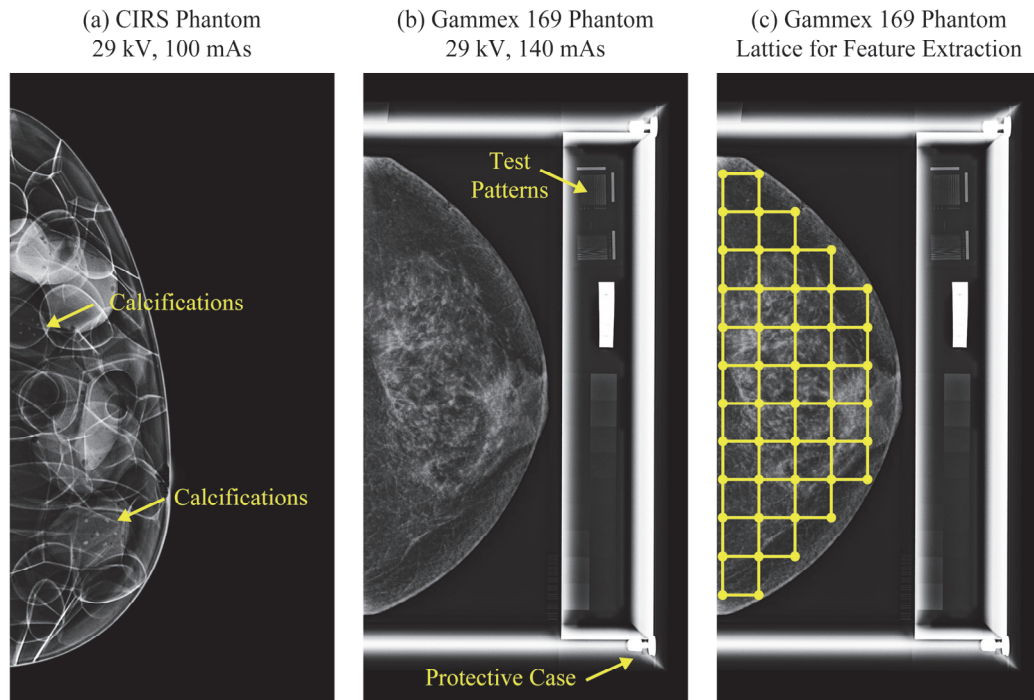 (a) CIRS Phantom
29 kV, 100 mAs
(b) Gammex 169 Phantom
29 kV, 140 mAs
(c) Gammex 169 Phantom
Lattice for Feature Extraction
Calcifications
Calcifications
Test
Patterns
Protective Case